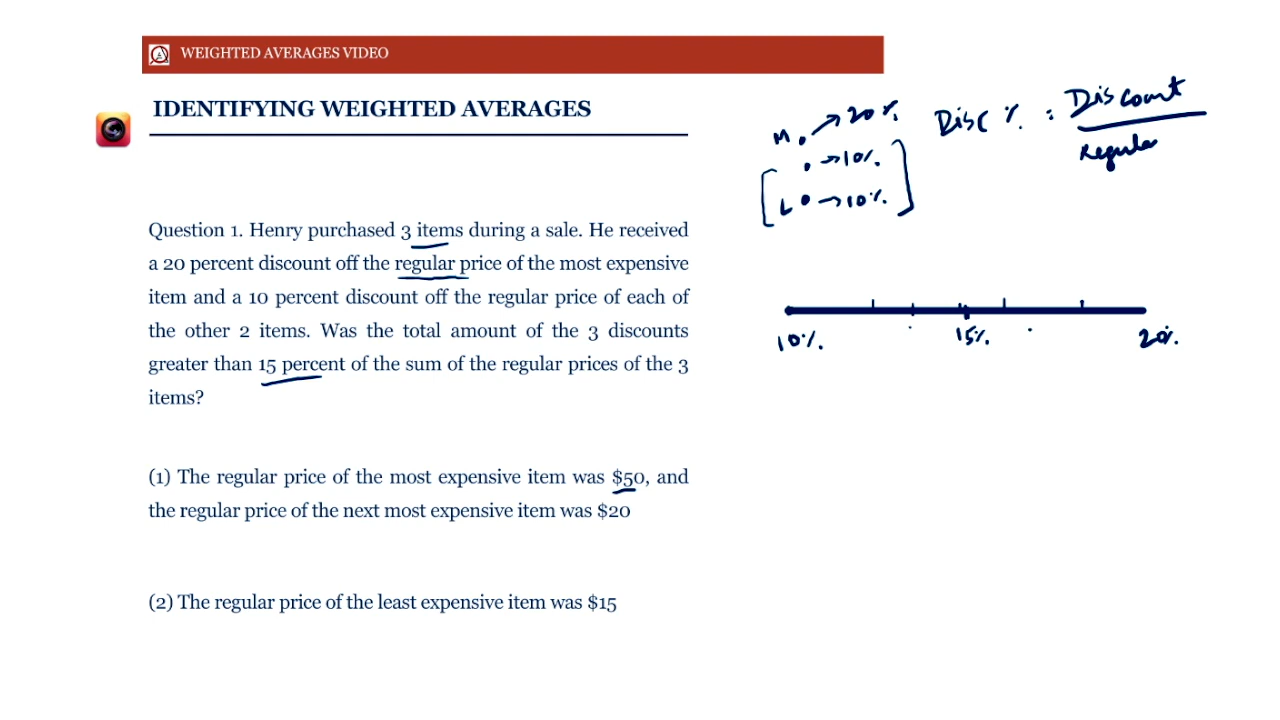 WEIGHTED AVERAGES VIDEO
IDENTIFYING WEIGHTED AVERAGES
M → 20%
→ 10%
L → 10%
Disc % = Discount
Regular
Question 1. Henry purchased 3 items during a sale. He received
a 20 percent discount off the regular price of the most expensive
item and a 10 percent discount off the regular price of each of
the other 2 items. Was the total amount of the 3 discounts
greater than 15 percent of the sum of the regular prices of the 3
items?
10%. 15%. 20%.
(1) The regular price of the most expensive item was $50, and
the regular price of the next most expensive item was $20
(2) The regular price of the least expensive item was $15